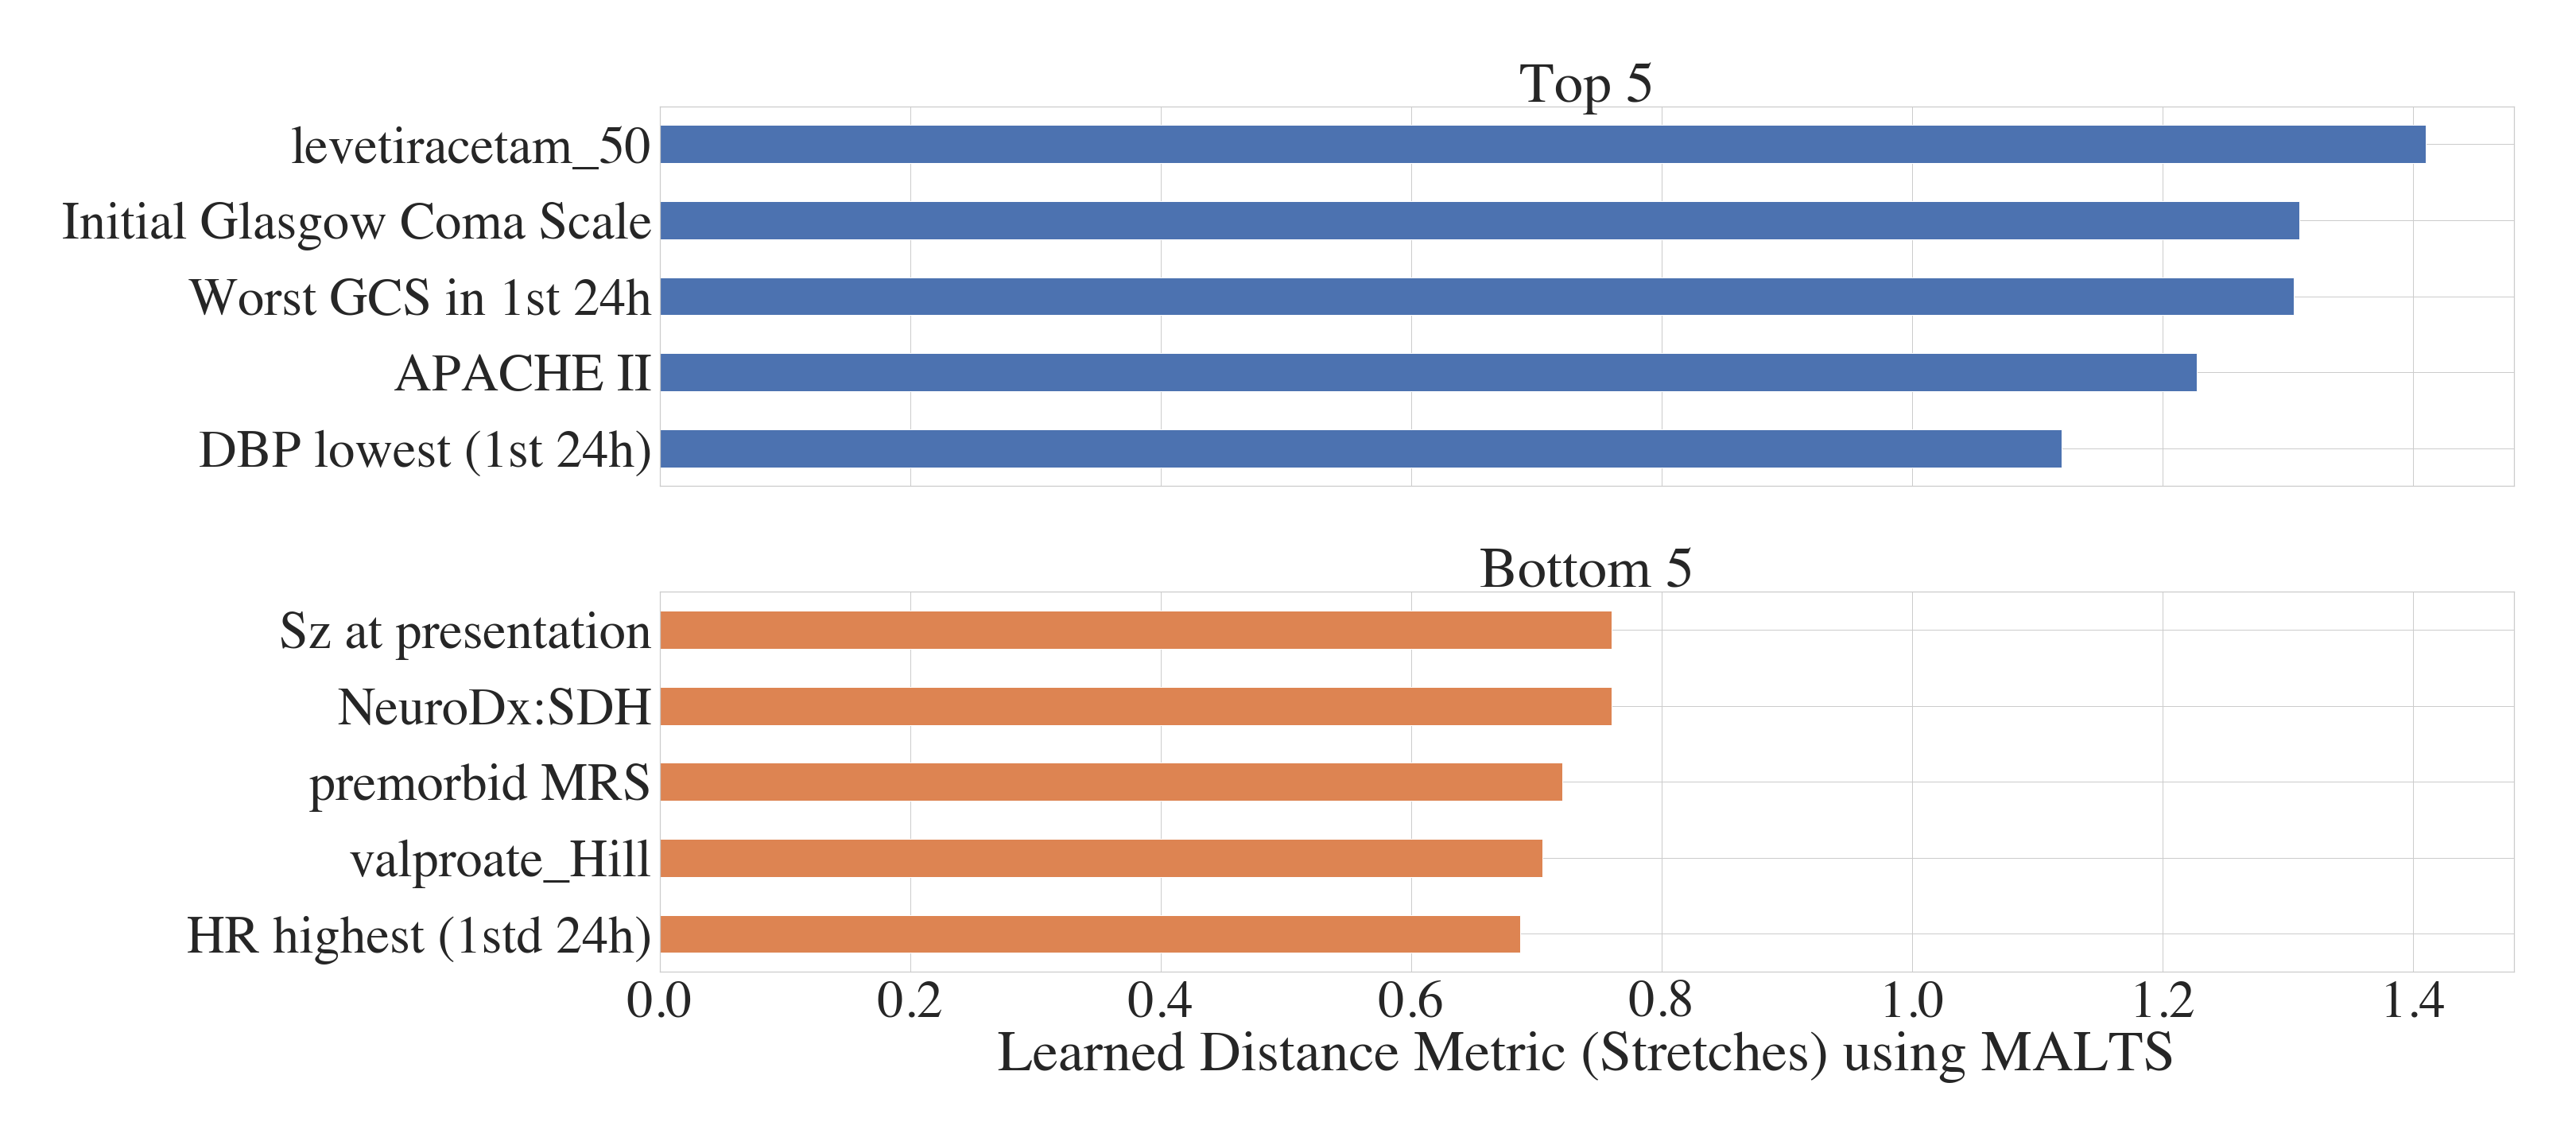 Top 5
levetiracetam_50
Initial Glasgow Coma Scale
Worst GCS in 1st 24h
APACHE II
DBP lowest (1st 24h)
Bottom 5
Sz at presentation
NeuroDx:SDH
premorbid MRS
valproate_Hill
HR highest (1std 24h)
0.0 0.2 0.4 0.6 0.8 1.0 1.2 1.4
Learned Distance Metric (Stretches) using MALTS